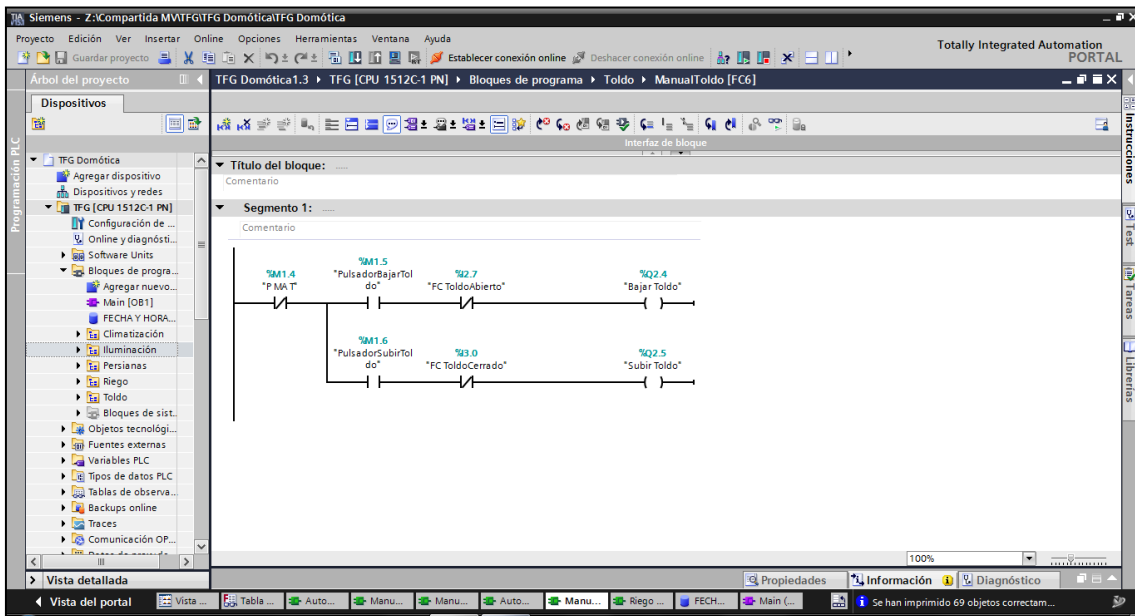 Siemens - Z:\Compartida MV\TFG\TFG Domótica\TFG Domótica
Proyecto Edición Ver Insertar Online Opciones Herramientas Ventana Ayuda
Totally Integrated Automation
PORTAL
Guardar proyecto
Establecer conexión online
Deshacer conexión online
Árbol del proyecto
TFG Domótica1.3 TFG [CPU 1512C-1 PN] Bloques de programa Toldo ManualToldo [FC6]
Dispositivos
Programación PLC
TFG Domótica
Agregar dispositivo
Dispositivos y redes
TFG [CPU 1512C-1 PN]
Configuración de ...
Online y diagnósti...
Software Units
Bloques de progra...
Agregar nuevo...
Main [OB1]
FECHA Y HORA...
Climatización
Iluminación
Persianas
Riego
Toldo
Bloques de sist...
Objetos tecnológi...
Fuentes externas
Variables PLC
Tipos de datos PLC
Tablas de observa...
Backups online
Traces
Comunicación OP...
Vista detallada
Interfaz de bloque
Título del bloque: .....
Comentario
Segmento 1: .....
Comentario
%M1.4
"P MA T"
%M1.5
"PulsadorBajarTol
do"
%I2.7
"FC ToldoAbierto"
%Q2.4
"Bajar Toldo"
%M1.6
"PulsadorSubirTol
do"
%I3.0
"FC ToldoCerrado"
%Q2.5
"Subir Toldo"
100%
Instrucciones
Test
Tareas
Librerías
Propiedades
Información
Diagnóstico
Vista del portal
Vista ...
Tabla ...
Auto...
Manu...
Manu...
Auto...
Manu...
Riego ...
FECH...
Main (...
Se han imprimido 69 objetos correctam...